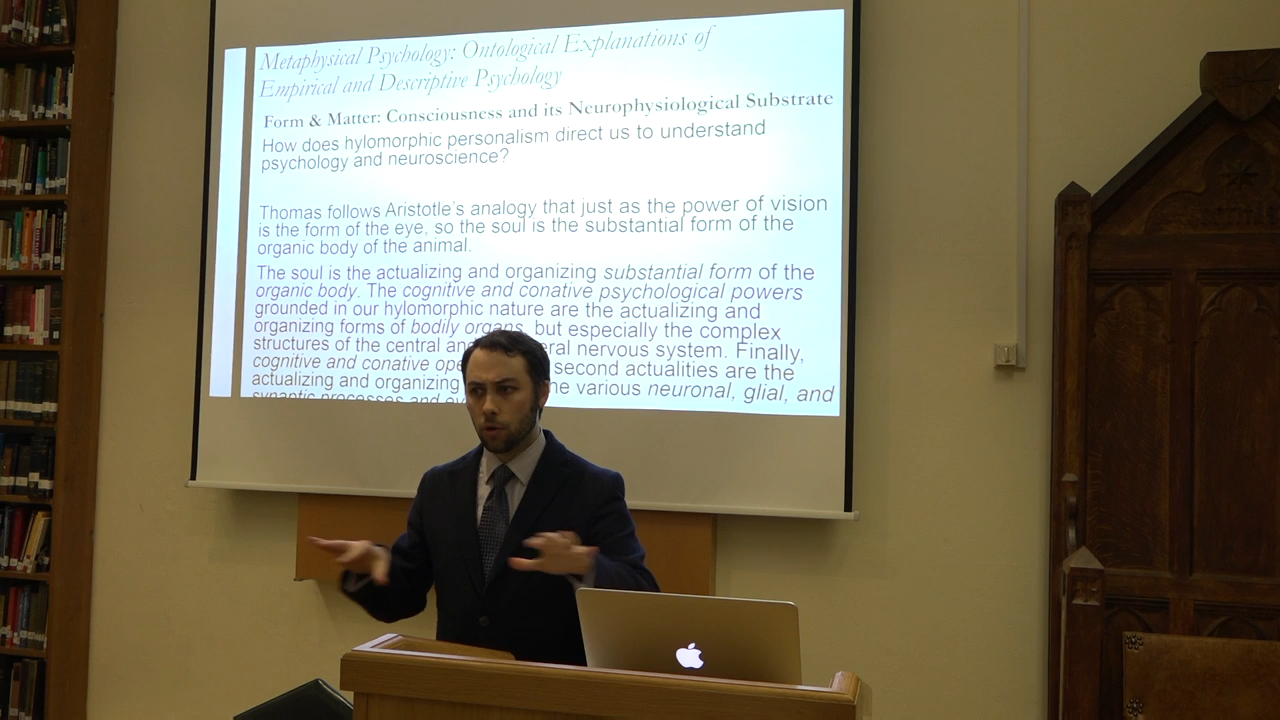 Metaphysical Psychology: Ontological Explanations of
Empirical and Descriptive Psychology
Form & Matter: Consciousness and its Neurophysiological Substrate
How does hylomorphic personalism direct us to understand
psychology and neuroscience?
Thomas follows Aristotle's analogy that just as the power of vision
is the form of the eye, so the soul is the substantial form of the
organic body of the animal.
The soul is the actualizing and organizing substantial form of the
organic body. The cognitive and conative psychological powers
grounded in our hylomorphic nature are the actualizing and
organizing forms of bodily organs, but especially the complex
structures of the central and eral nervous system. Finally,
cognitive and conative ope second actualities are the
actualizing and organizing he various neuronal, glial, and
synaptic processes and ev